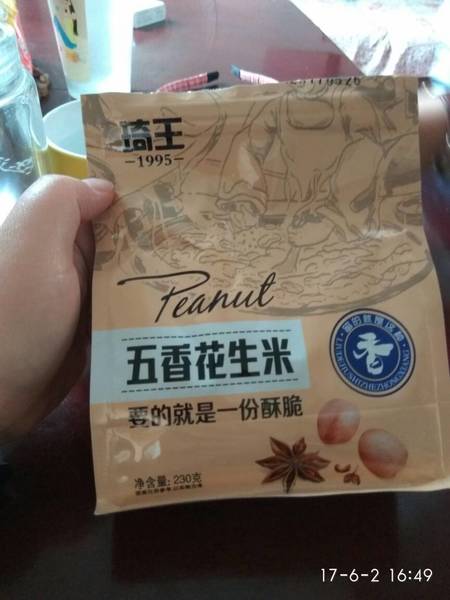 琦王
-1995-
Peanut
五香花生米
要的就是一份酥脆
香
净含量: 230克
17-6-2 16:49